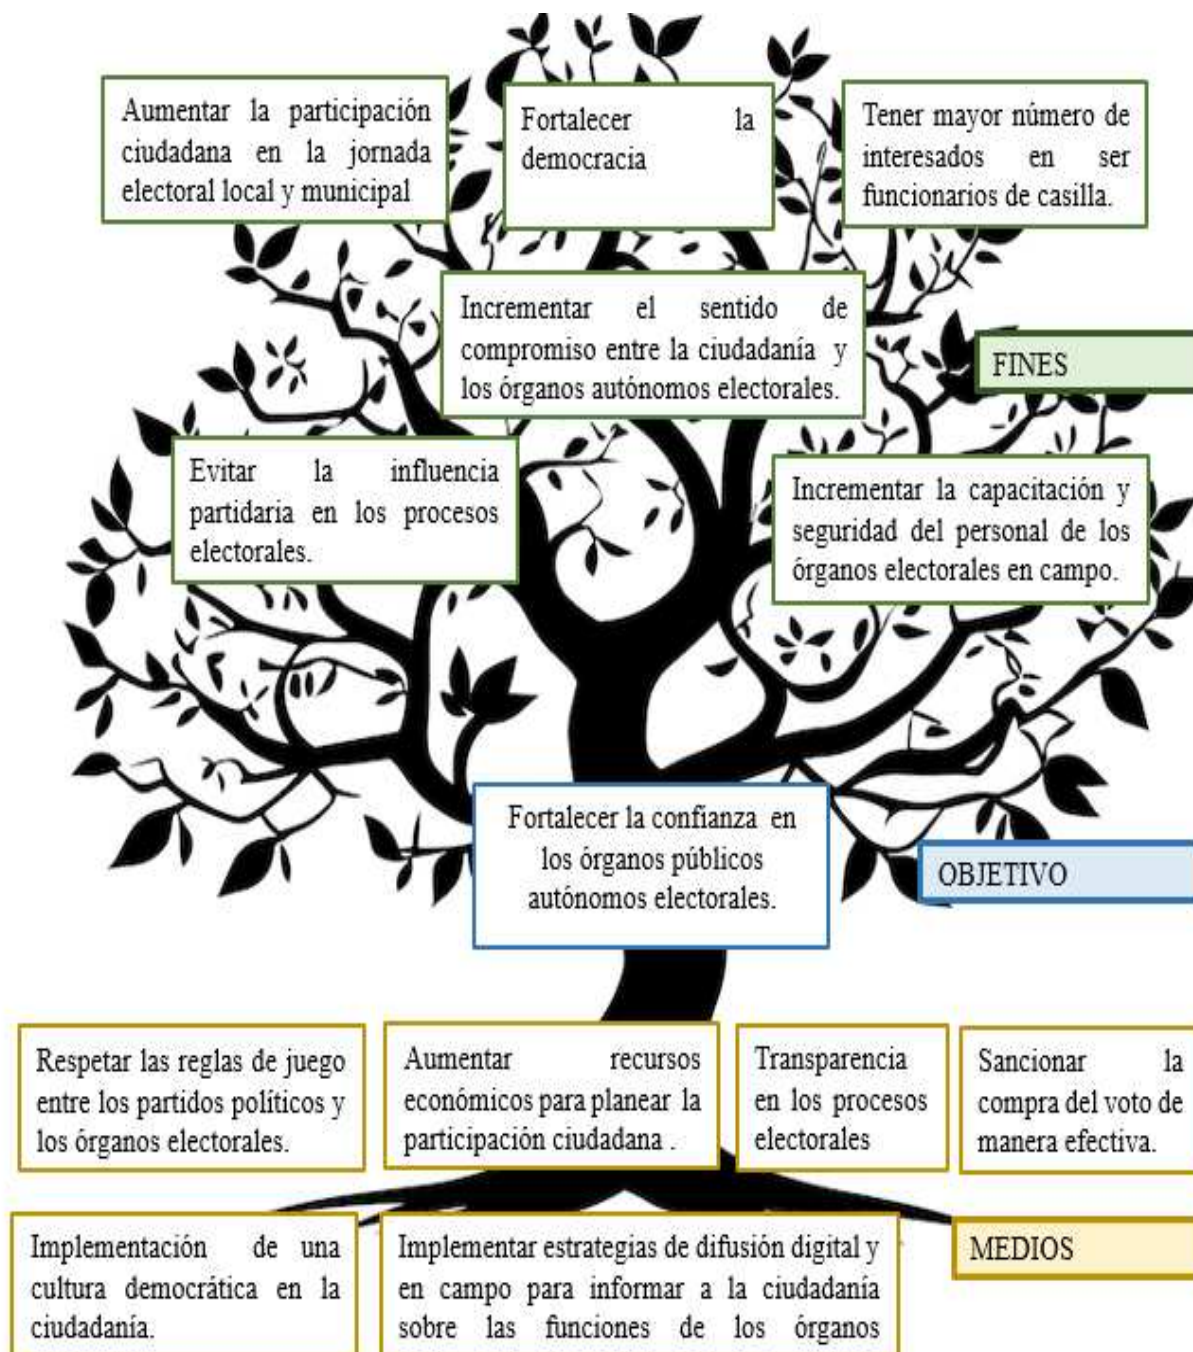 Aumentar la participación
ciudadana en la jornada
electoral local y municipal
Fortalecer la
democracia
Tener mayor número de
interesados en ser
funcionarios de casilla.
Incrementar el sentido de
compromiso entre la ciudadanía y
los órganos autónomos electorales.
FINES
Evitar la influencia
partidaria en los procesos
electorales.
Incrementar la capacitación y
seguridad del personal de los
órganos electorales en campo.
Fortalecer la confianza en
los órganos públicos
autónomos electorales.
OBJETIVO
Respetar las reglas de juego
entre los partidos políticos y
los órganos electorales.
Aumentar recursos
económicos para planear la
participación ciudadana .
Transparencia
en los procesos
electorales
Sancionar la
compra del voto de
manera efectiva.
Implementación de una
cultura democrática en la
ciudadanía.
Implementar estrategias de difusión digital y
en campo para informar a la ciudadanía
sobre las funciones de los órganos
MEDIOS